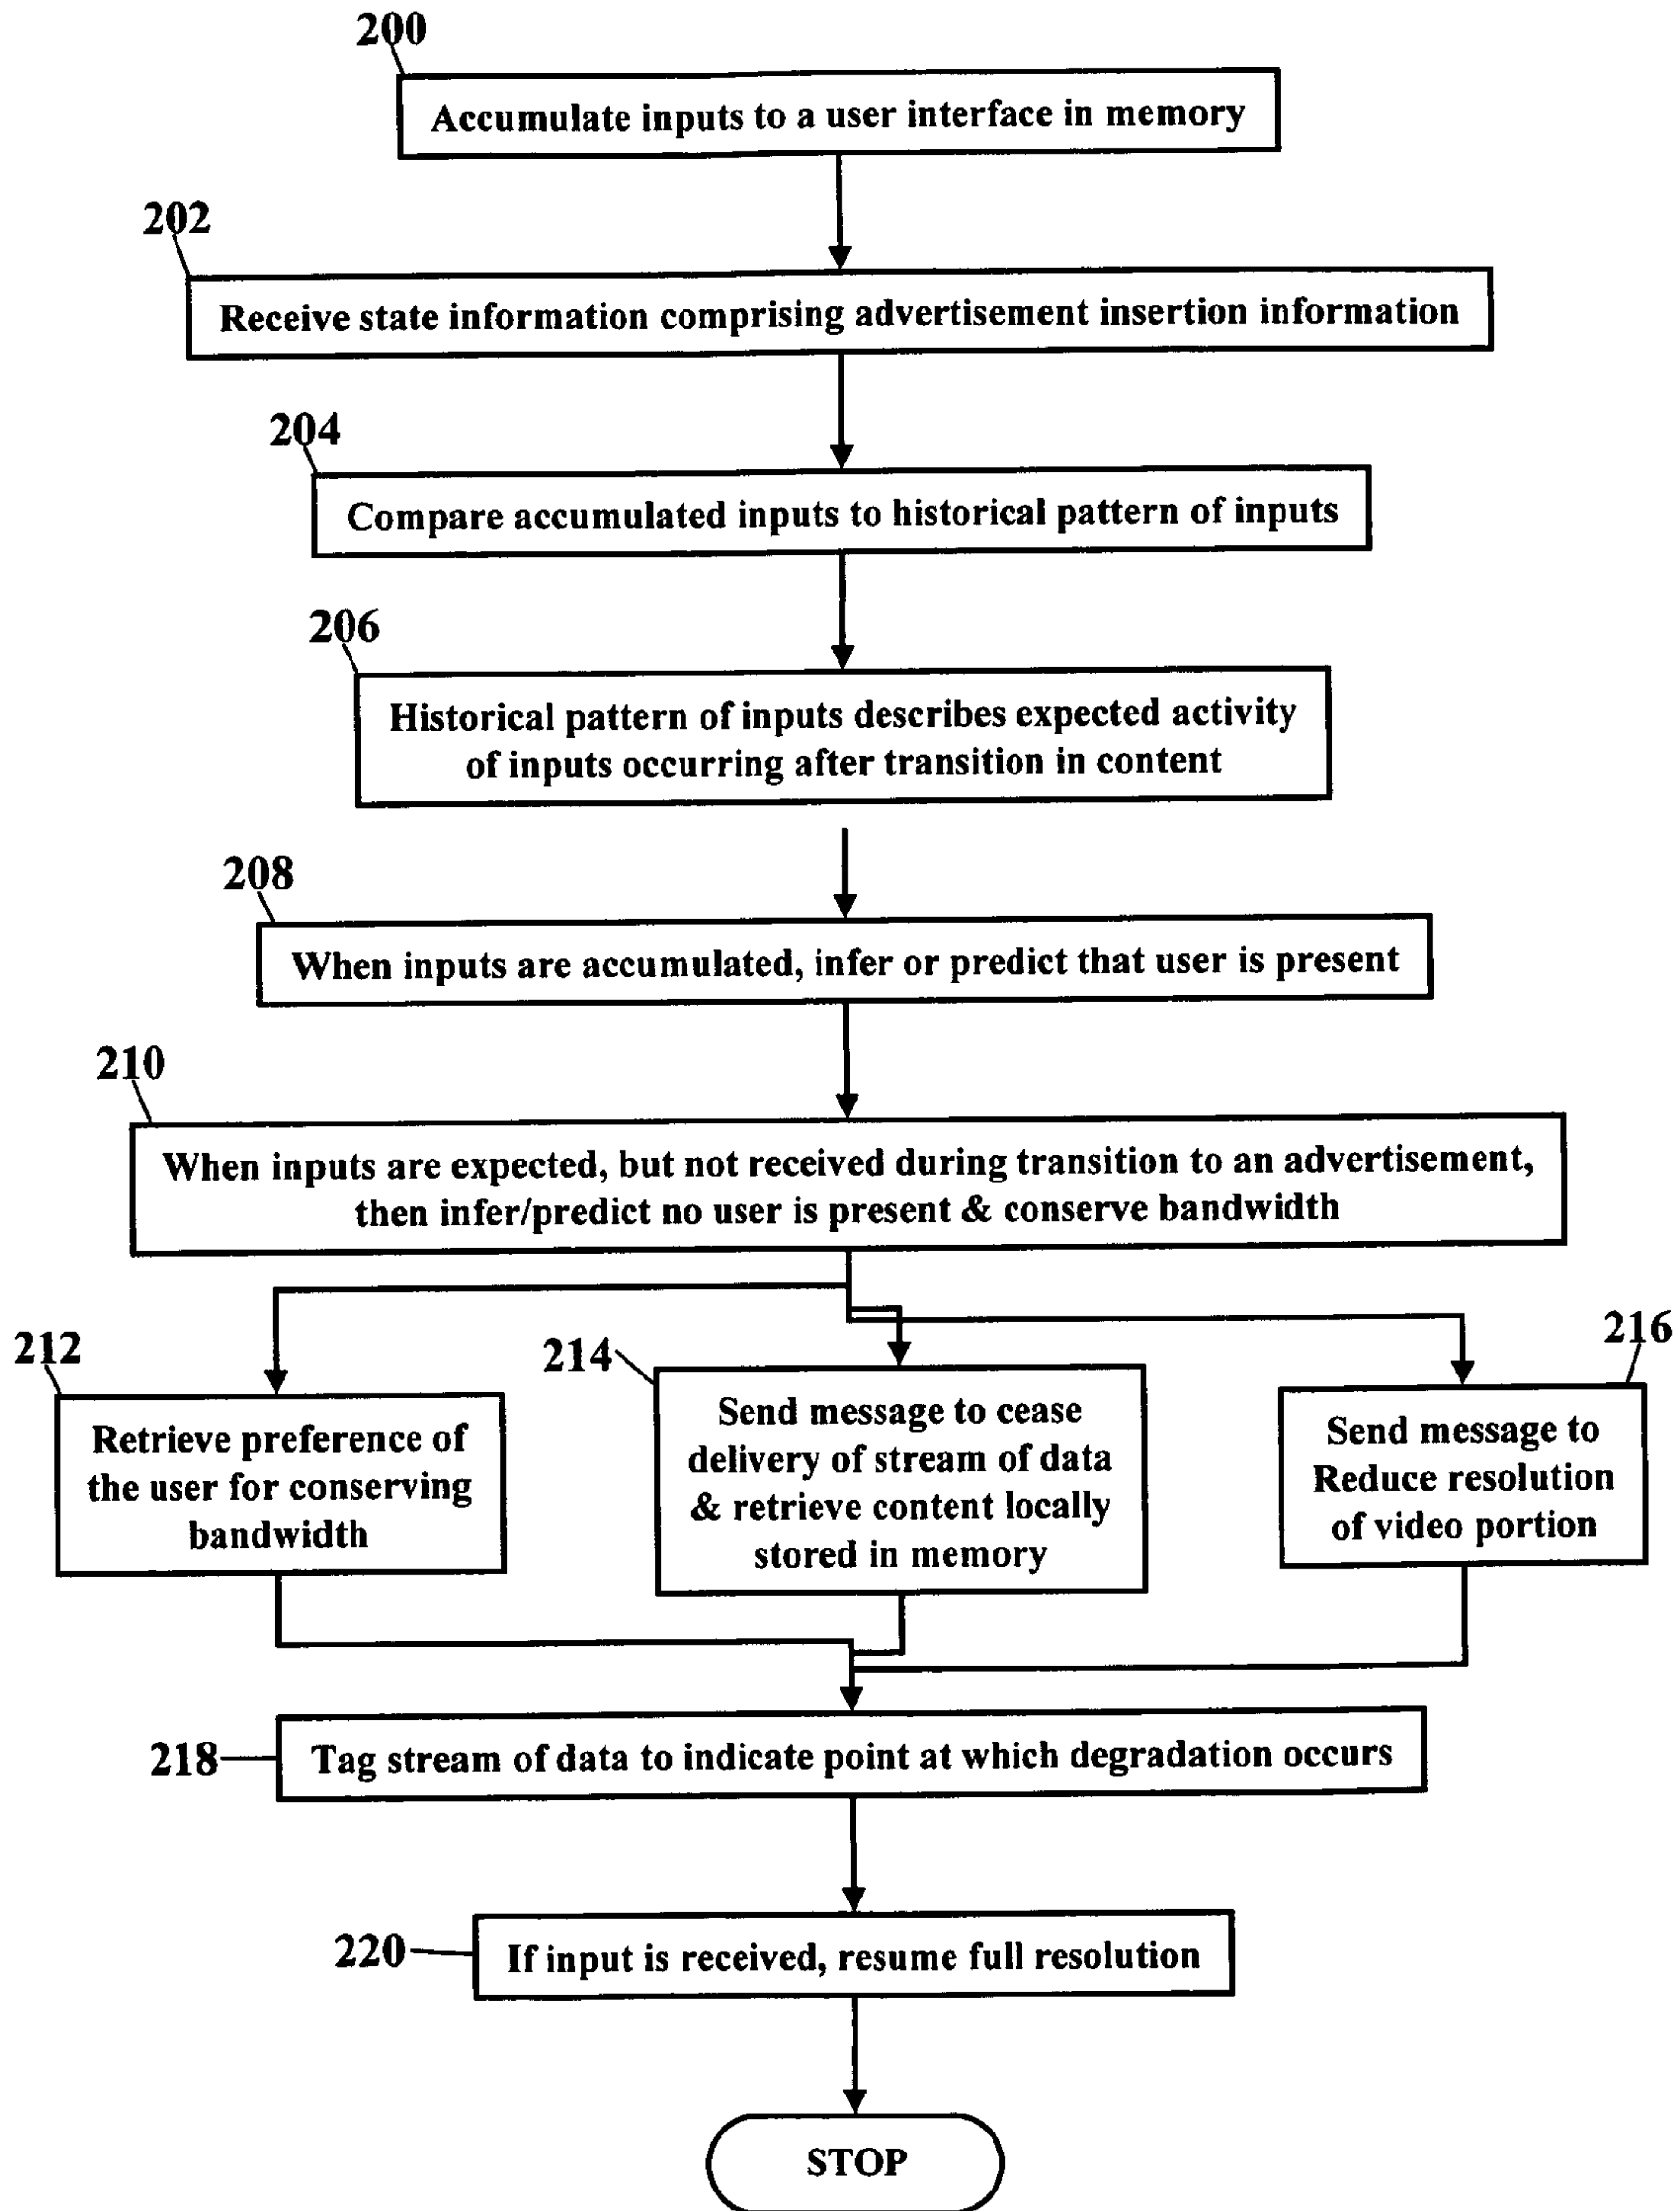 200
Accumulate inputs to a user interface in memory
202
Receive state information comprising advertisement insertion information
204
Compare accumulated inputs to historical pattern of inputs
206
Historical pattern of inputs describes expected activity
of inputs occurring after transition in content
208
When inputs are accumulated, infer or predict that user is present
210
When inputs are expected, but not received during transition to an advertisement,
then infer/predict no user is present & conserve bandwidth
212
Retrieve preference of
the user for conserving
bandwidth
214
Send message to cease
delivery of stream of data
& retrieve content locally
stored in memory
216
Send message to
Reduce resolution
of video portion
218
Tag stream of data to indicate point at which degradation occurs
220
If input is received, resume full resolution
STOP